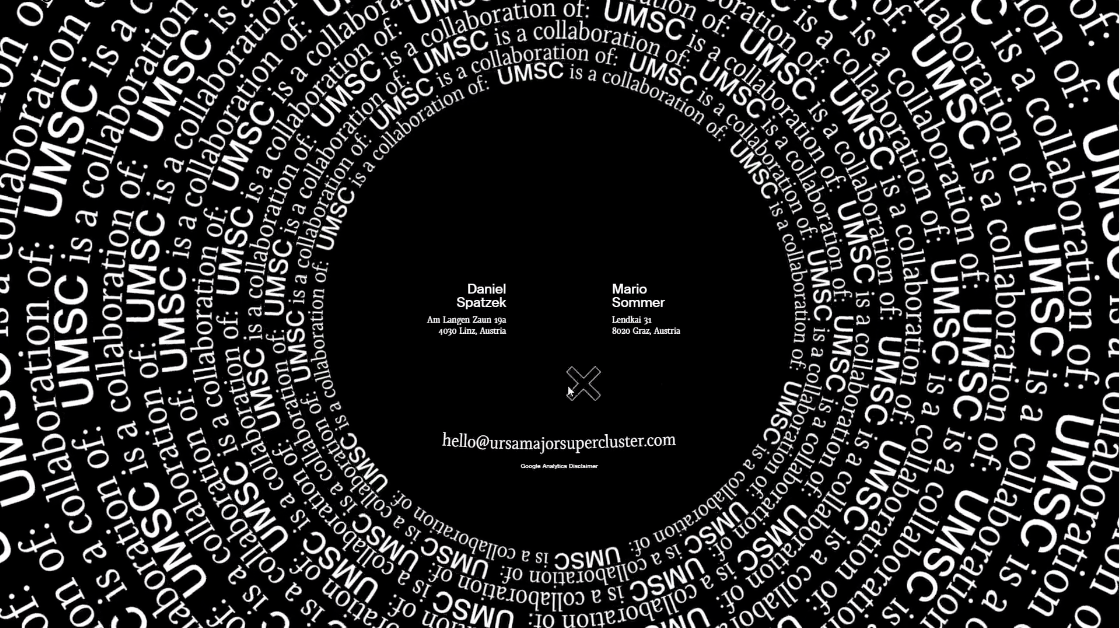 UMSC is a collaboration of:
Daniel
Spatzek
Am Langen Zaun 19a
4030 Linz, Austria
Mario
Sommer
Lendkai 31
8020 Graz, Austria
hello@ursamajorsupercluster.com
Google Analytics Disclaimer